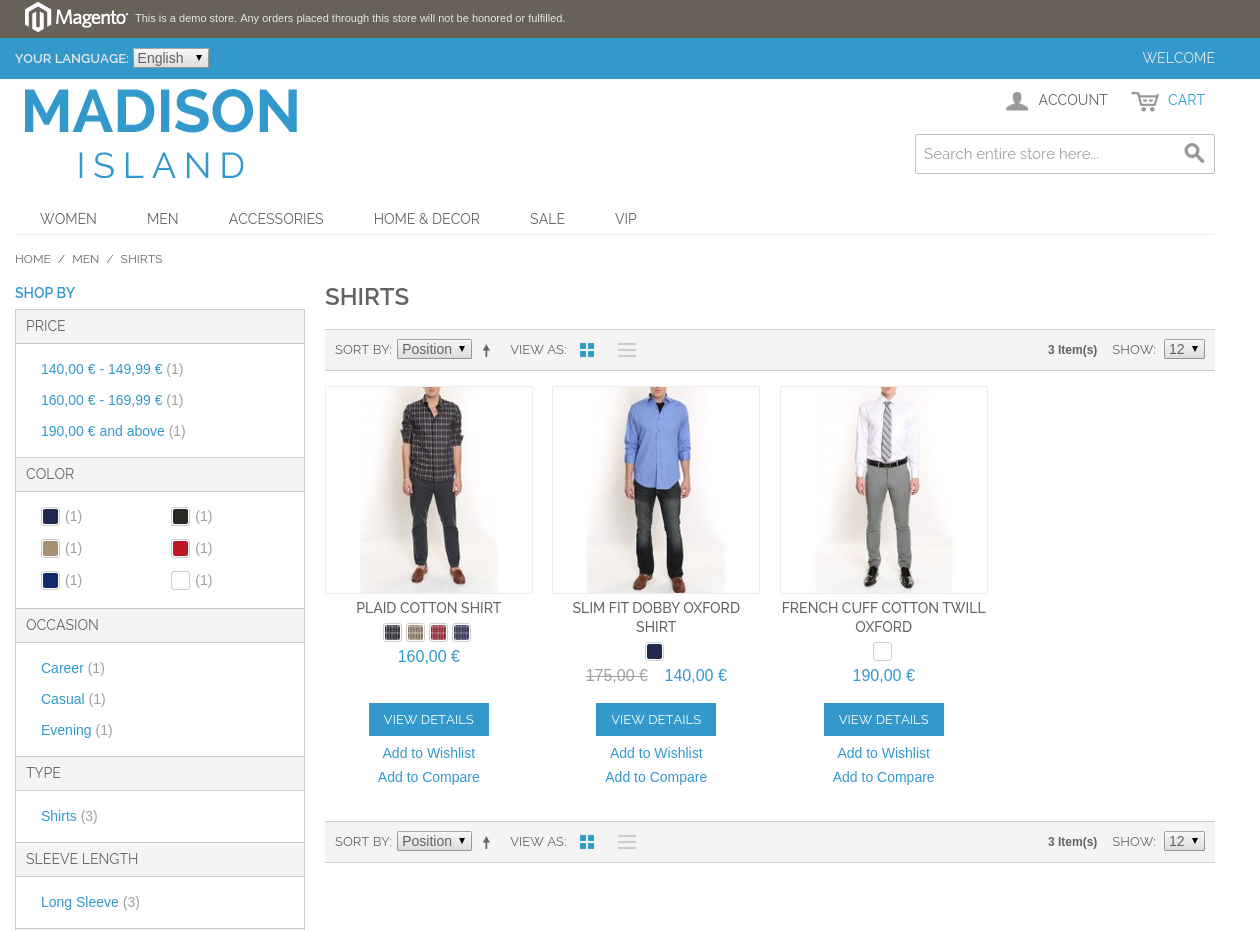 Magento
This is a demo store. Any orders placed through this store will not be honored or fulfilled.
YOUR LANGUAGE: English
WELCOME
MADISON
ISLAND
ACCOUNT
CART
Search entire store here...
WOMEN
MEN
ACCESSORIES
HOME & DECOR
SALE
VIP
HOME / MEN / SHIRTS
SHOP BY
PRICE
140,00 € - 149,99 € (1)
160,00 € - 169,99 € (1)
190,00 € and above (1)
COLOR
(1) (1)
(1) (1)
(1) (1)
OCCASION
Career (1)
Casual (1)
Evening (1)
TYPE
Shirts (3)
SLEEVE LENGTH
Long Sleeve (3)
SHIRTS
SORT BY: Position VIEW AS: 3 Item(s) SHOW: 12
PLAID COTTON SHIRT
160,00 €
VIEW DETAILS
Add to Wishlist
Add to Compare
SLIM FIT DOBBY OXFORD
SHIRT
175,00 € 140,00 €
VIEW DETAILS
Add to Wishlist
Add to Compare
FRENCH CUFF COTTON TWILL
OXFORD
190,00 €
VIEW DETAILS
Add to Wishlist
Add to Compare
SORT BY: Position VIEW AS: 3 Item(s) SHOW: 12